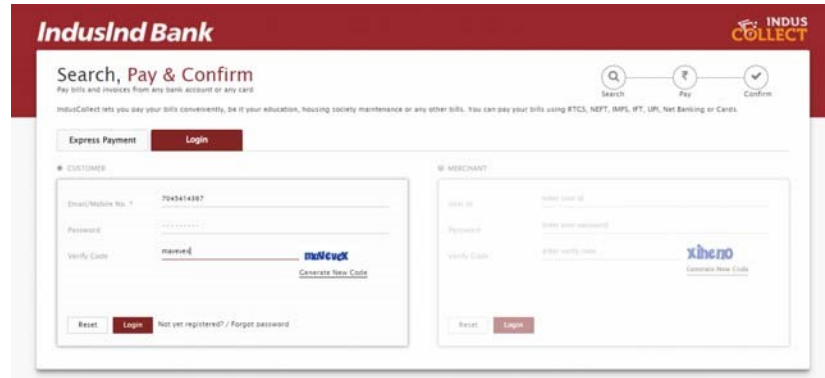 IndusInd Bank
INDUS
COLLECT
Search, Pay & Confirm
Pay bills and invoices from any bank account or any card
Search
Pay
Confirm
IndusCollect lets you pay your bills conveniently, be it your education, housing society maintenance or any other bills. You can pay your bills using RTGS, NEFT, IMPS, IFT, UPI, Net Banking or Cards.
Express Payment
Login
CUSTOMER
Email/Mobile No. *
7045414387
Password
Verify Code
mavevex
mavevex
Generate New Code
Reset
Login
Not yet registered? / Forgot password
MERCHANT
User Id
Enter user id
Password
Enter your password
Verify Code
Enter verify code
xiheno
Generate New Code
Reset
Login